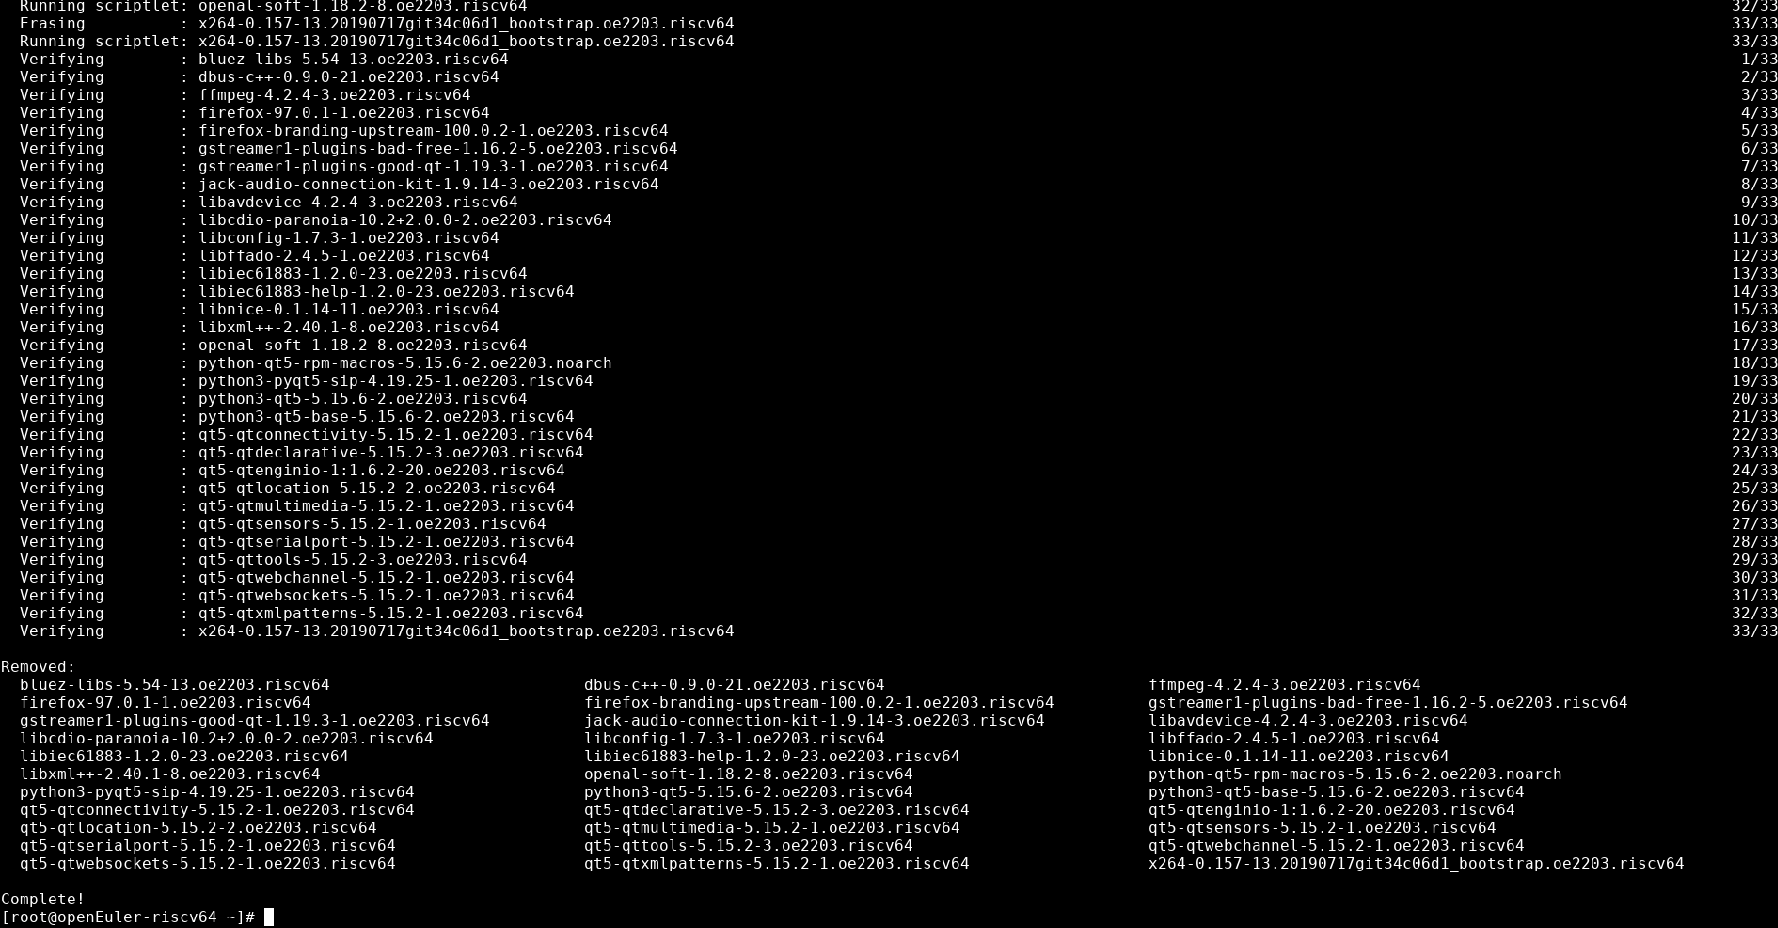 Running scriptlet: openal-soft-1.18.2-8.oe2203.riscv64 32/33
Erasing : x264-0.157-13.20190717git34c06d1_bootstrap.oe2203.riscv64 33/33
Running scriptlet: x264-0.157-13.20190717git34c06d1_bootstrap.oe2203.riscv64 33/33
Verifying : bluez-libs-5.54-13.oe2203.riscv64 1/33
Verifying : dbus-c++-0.9.0-21.oe2203.riscv64 2/33
Verifying : ffmpeg-4.2.4-3.oe2203.riscv64 3/33
Verifying : firefox-97.0.1-1.oe2203.riscv64 4/33
Verifying : firefox-branding-upstream-100.0.2-1.oe2203.riscv64 5/33
Verifying : gstreamer1-plugins-bad-free-1.16.2-5.oe2203.riscv64 6/33
Verifying : gstreamer1-plugins-good-qt-1.19.3-1.oe2203.riscv64 7/33
Verifying : jack-audio-connection-kit-1.9.14-3.oe2203.riscv64 8/33
Verifying : libavdevice-4.2.4-3.oe2203.riscv64 9/33
Verifying : libcdio-paranoia-10.2+2.0.0-2.oe2203.riscv64 10/33
Verifying : libconfig-1.7.3-1.oe2203.riscv64 11/33
Verifying : libffado-2.4.5-1.oe2203.riscv64 12/33
Verifying : libiec61883-1.2.0-23.oe2203.riscv64 13/33
Verifying : libiec61883-help-1.2.0-23.oe2203.riscv64 14/33
Verifying : libnice-0.1.14-11.oe2203.riscv64 15/33
Verifying : libxml++-2.40.1-8.oe2203.riscv64 16/33
Verifying : openal-soft-1.18.2-8.oe2203.riscv64 17/33
Verifying : python-qt5-rpm-macros-5.15.6-2.oe2203.noarch 18/33
Verifying : python3-pyqt5-sip-4.19.25-1.oe2203.riscv64 19/33
Verifying : python3-qt5-5.15.6-2.oe2203.riscv64 20/33
Verifying : python3-qt5-base-5.15.6-2.oe2203.riscv64 21/33
Verifying : qt5-qtconnectivity-5.15.2-1.oe2203.riscv64 22/33
Verifying : qt5-qtdeclarative-5.15.2-3.oe2203.riscv64 23/33
Verifying : qt5-qtenginio-1:1.6.2-20.oe2203.riscv64 24/33
Verifying : qt5-qtlocation-5.15.2-2.oe2203.riscv64 25/33
Verifying : qt5-qtmultimedia-5.15.2-1.oe2203.riscv64 26/33
Verifying : qt5-qtsensors-5.15.2-1.oe2203.riscv64 27/33
Verifying : qt5-qtserialport-5.15.2-1.oe2203.riscv64 28/33
Verifying : qt5-qttools-5.15.2-3.oe2203.riscv64 29/33
Verifying : qt5-qtwebchannel-5.15.2-1.oe2203.riscv64 30/33
Verifying : qt5-qtwebsockets-5.15.2-1.oe2203.riscv64 31/33
Verifying : qt5-qtxmlpatterns-5.15.2-1.oe2203.riscv64 32/33
Verifying : x264-0.157-13.20190717git34c06d1_bootstrap.oe2203.riscv64 33/33
Removed:
bluez-libs-5.54-13.oe2203.riscv64 dbus-c++-0.9.0-21.oe2203.riscv64 ffmpeg-4.2.4-3.oe2203.riscv64
firefox-97.0.1-1.oe2203.riscv64 firefox-branding-upstream-100.0.2-1.oe2203.riscv64 gstreamer1-plugins-bad-free-1.16.2-5.oe2203.riscv64
gstreamer1-plugins-good-qt-1.19.3-1.oe2203.riscv64 jack-audio-connection-kit-1.9.14-3.oe2203.riscv64 libavdevice-4.2.4-3.oe2203.riscv64
libcdio-paranoia-10.2+2.0.0-2.oe2203.riscv64 libconfig-1.7.3-1.oe2203.riscv64 libffado-2.4.5-1.oe2203.riscv64
libiec61883-1.2.0-23.oe2203.riscv64 libiec61883-help-1.2.0-23.oe2203.riscv64 libnice-0.1.14-11.oe2203.riscv64
libxml++-2.40.1-8.oe2203.riscv64 openal-soft-1.18.2-8.oe2203.riscv64 python-qt5-rpm-macros-5.15.6-2.oe2203.noarch
python3-pyqt5-sip-4.19.25-1.oe2203.riscv64 python3-qt5-5.15.6-2.oe2203.riscv64 python3-qt5-base-5.15.6-2.oe2203.riscv64
qt5-qtconnectivity-5.15.2-1.oe2203.riscv64 qt5-qtdeclarative-5.15.2-3.oe2203.riscv64 qt5-qtenginio-1:1.6.2-20.oe2203.riscv64
qt5-qtlocation-5.15.2-2.oe2203.riscv64 qt5-qtmultimedia-5.15.2-1.oe2203.riscv64 qt5-qtsensors-5.15.2-1.oe2203.riscv64
qt5-qtserialport-5.15.2-1.oe2203.riscv64 qt5-qttools-5.15.2-3.oe2203.riscv64 qt5-qtwebchannel-5.15.2-1.oe2203.riscv64
qt5-qtwebsockets-5.15.2-1.oe2203.riscv64 qt5-qtxmlpatterns-5.15.2-1.oe2203.riscv64 x264-0.157-13.20190717git34c06d1_bootstrap.oe2203.riscv64
Complete!
[root@openEuler-riscv64 ~]#